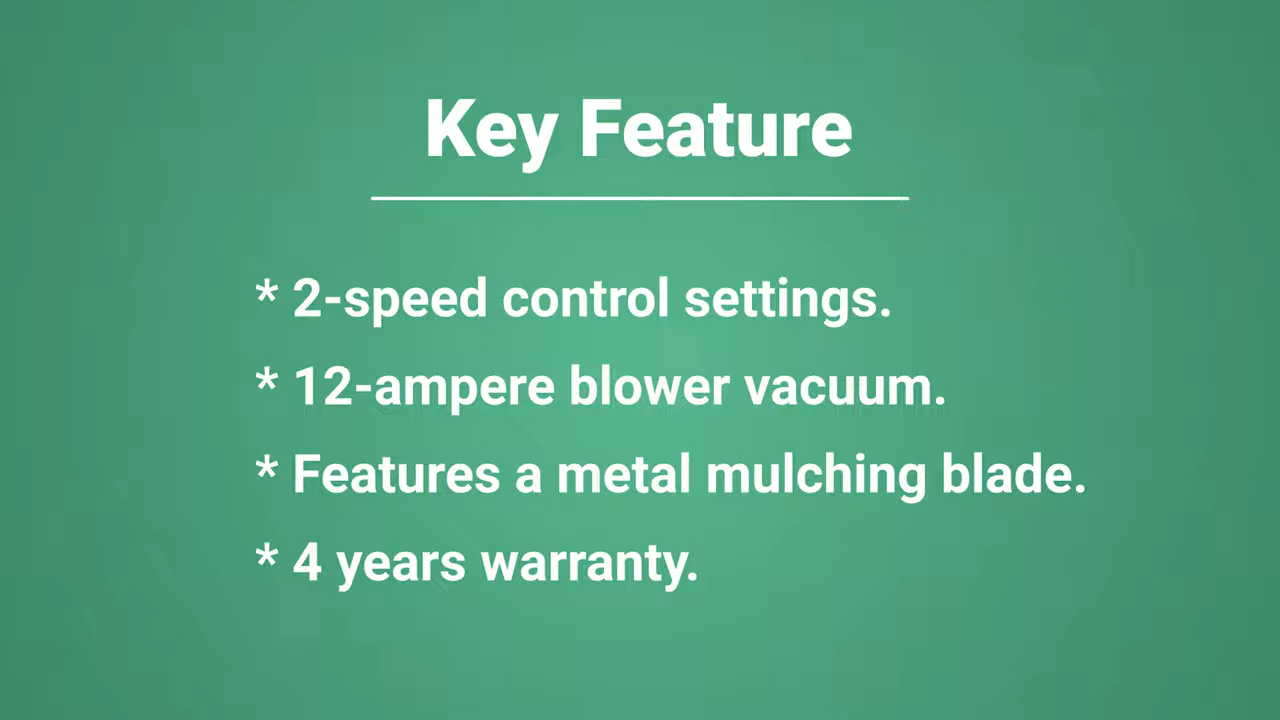 Key Feature
* 2-speed control settings.
* 12-ampere blower vacuum.
* Features a metal mulching blade.
* 4 years warranty.